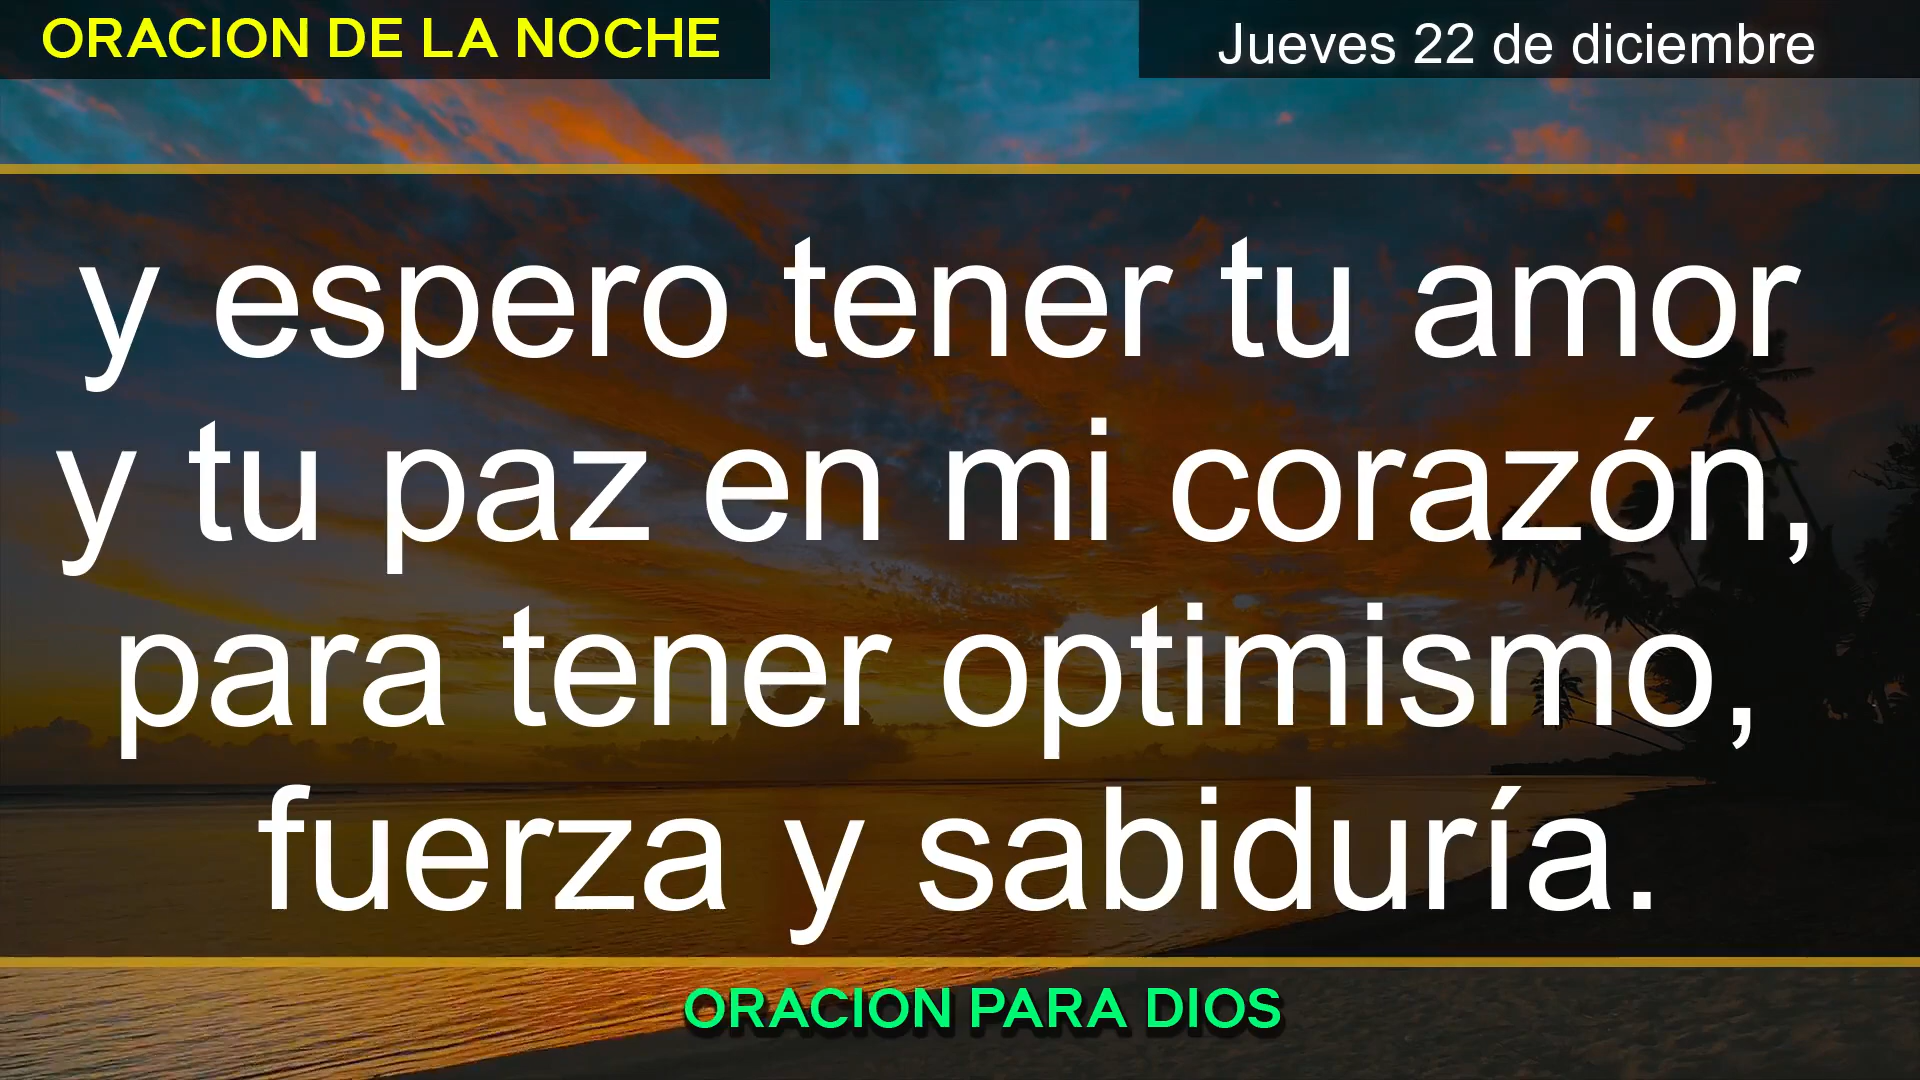 ORACION DE LA NOCHE
Jueves 22 de diciembre
y espero tener tu amor
y tu paz en mi corazón,
para tener optimismo,
fuerza y sabiduría.
ORACION PARA DIOS